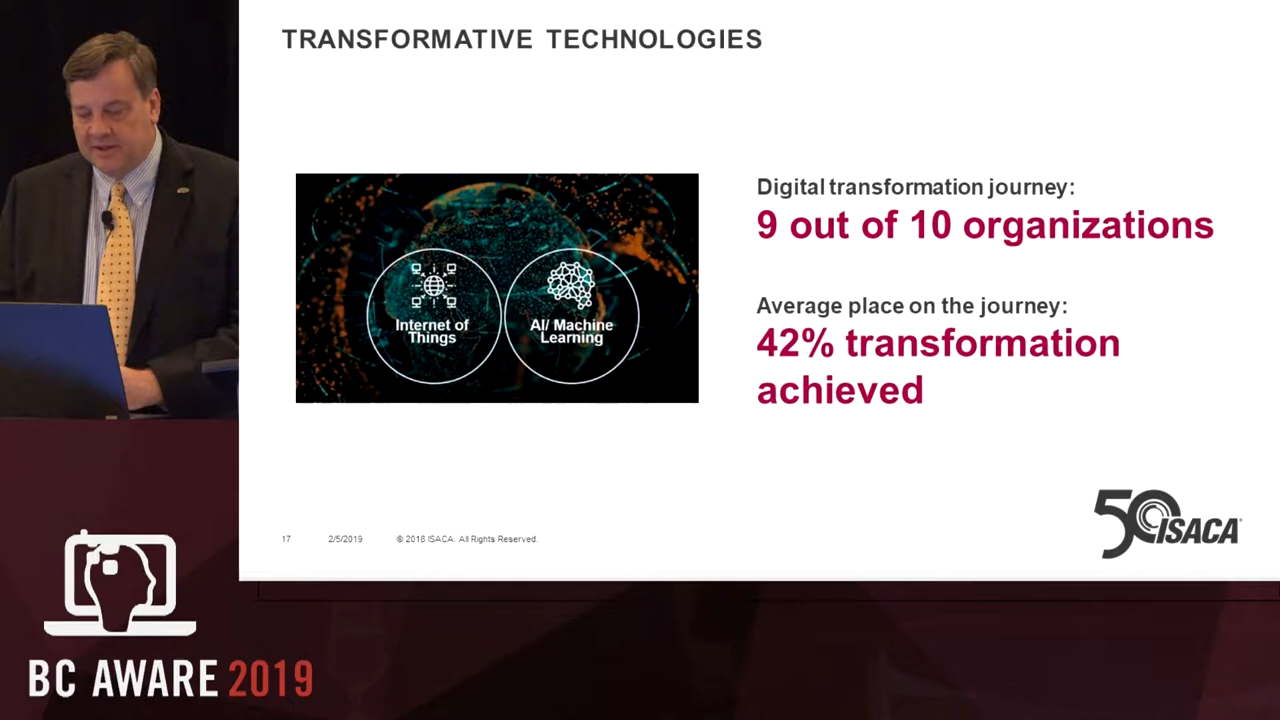 TRANSFORMATIVE TECHNOLOGIES
Internet of
Things
AI/ Machine
Learning
Digital transformation journey:
9 out of 10 organizations
Average place on the journey:
42% transformation
achieved
50 ISACA®
17 2/5/2019 © 2018 ISACA. All Rights Reserved.
BC AWARE 2019